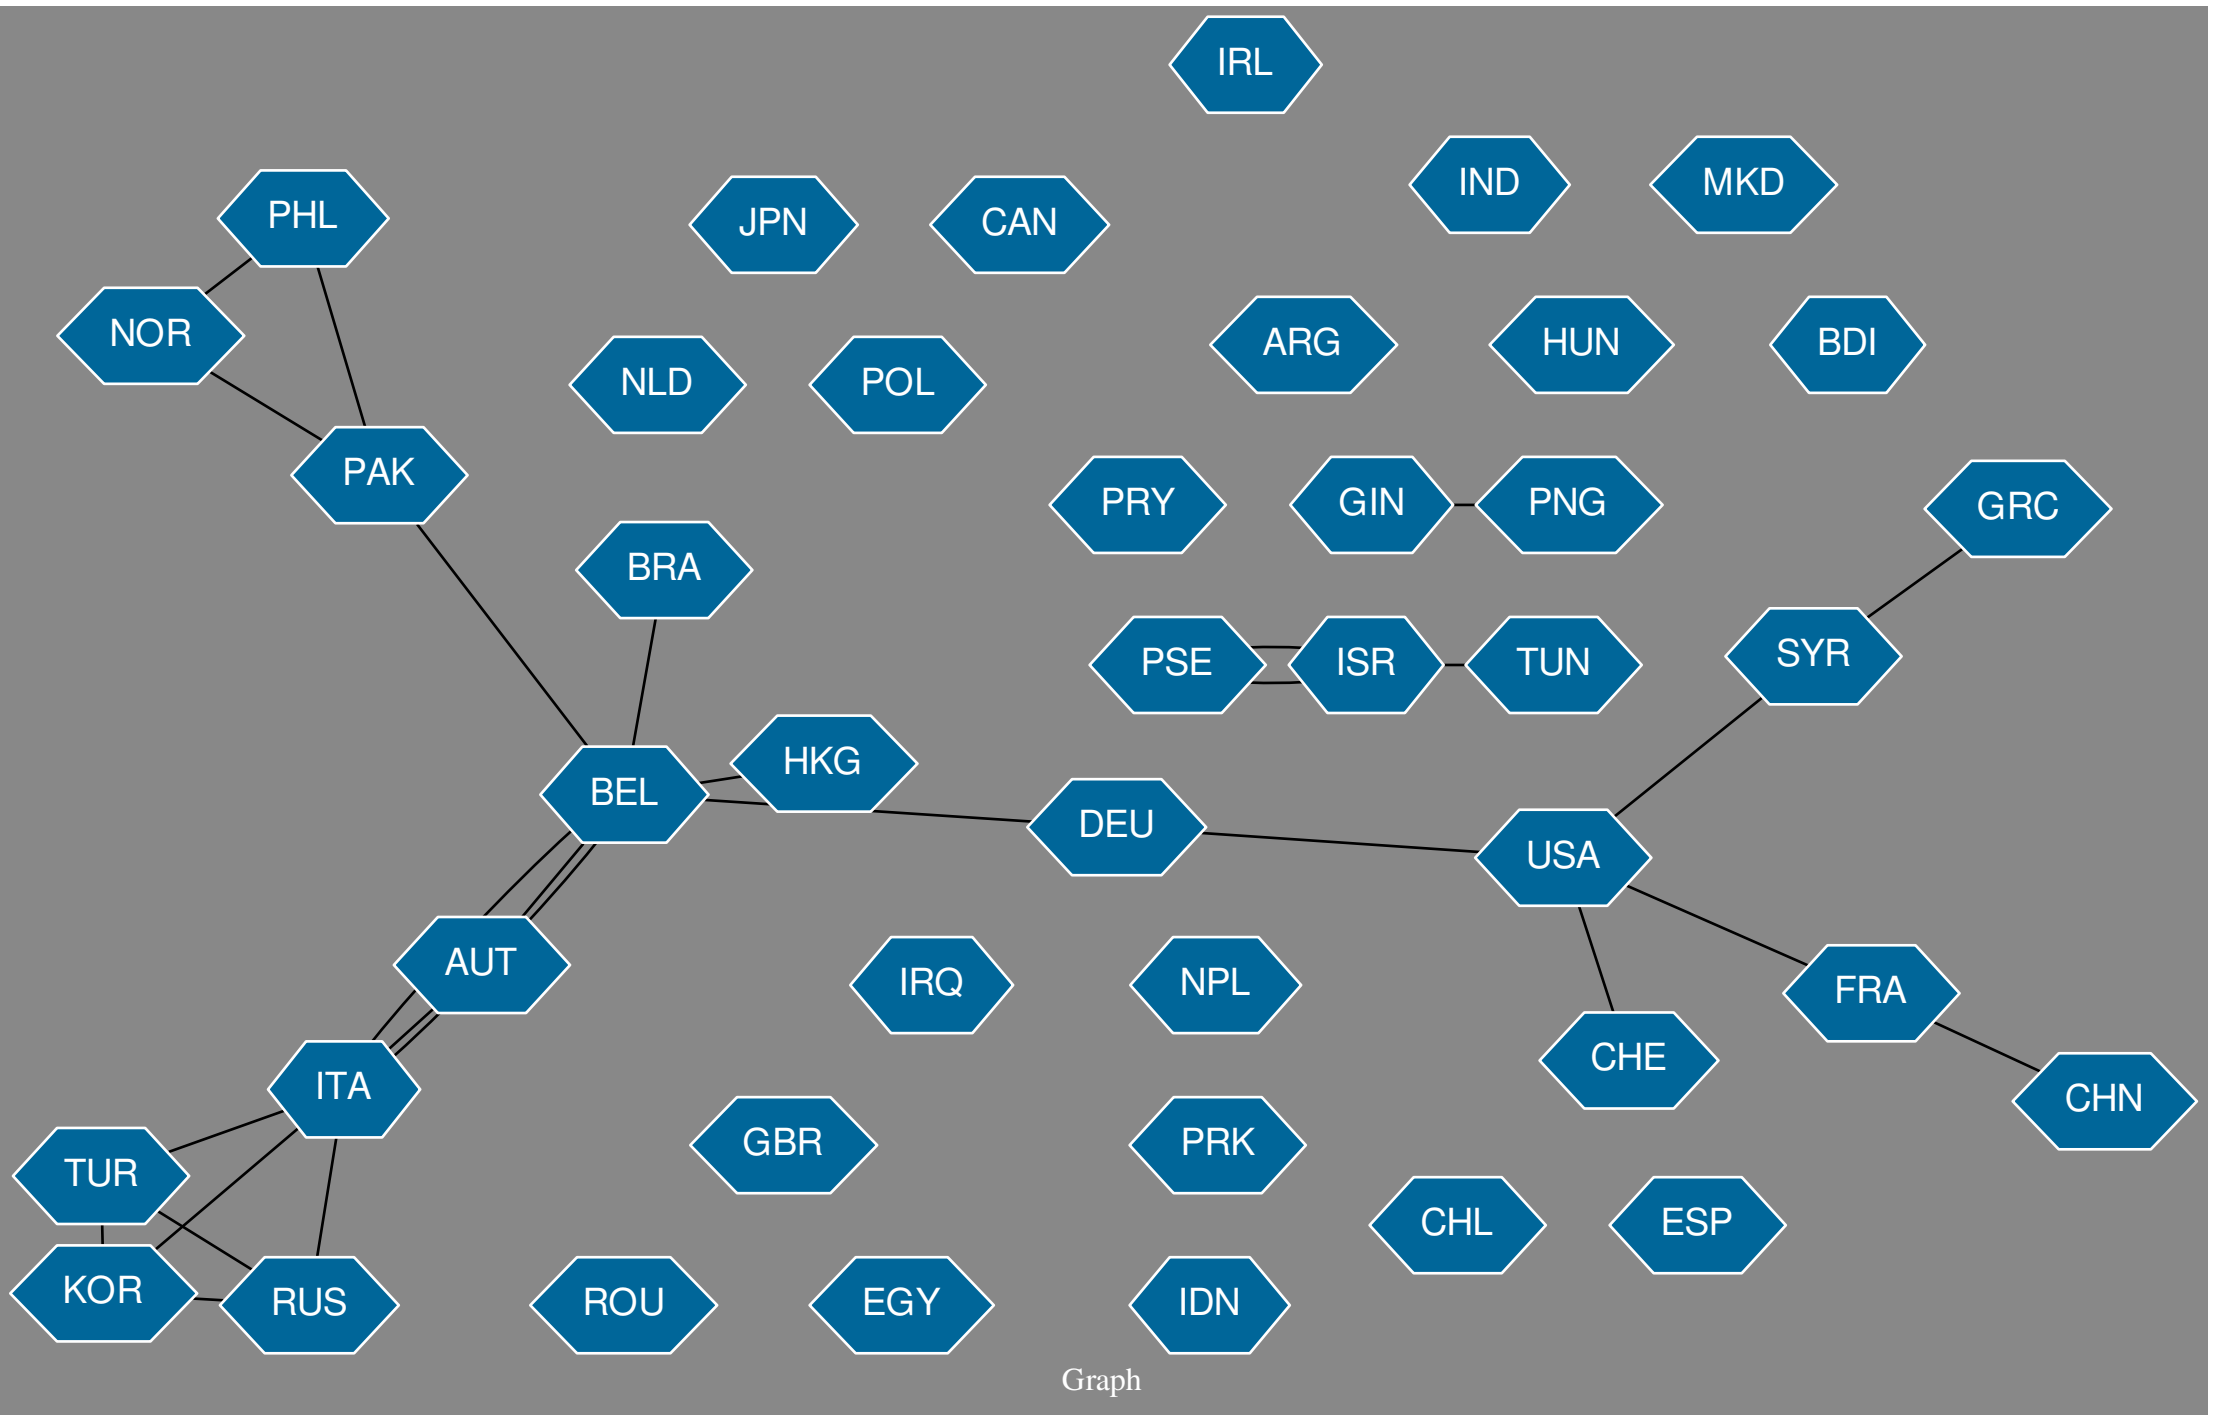 IRL
IND
MKD
PHL
JPN
CAN
NOR
ARG
HUN
BDI
NLD
POL
PAK
PRY
GIN
PNG
GRC
BRA
PSE
ISR
TUN
SYR
HKG
BEL
DEU
USA
AUT
IRQ
NPL
FRA
CHE
ITA
CHN
GBR
PRK
TUR
CHL
ESP
KOR
RUS
ROU
EGY
IDN
Graph